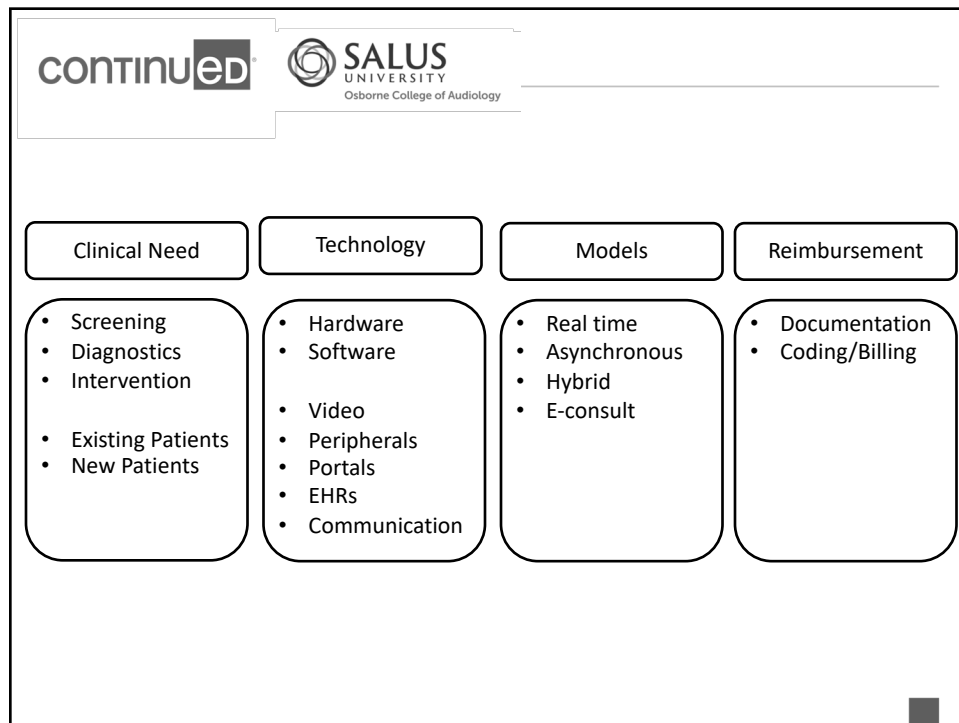 continued®
SALUS
UNIVERSITY
Osborne College of Audiology
Clinical Need
• Screening
• Diagnostics
• Intervention
• Existing Patients
• New Patients
Technology
• Hardware
• Software
• Video
• Peripherals
• Portals
• EHRs
• Communication
Models
• Real time
• Asynchronous
• Hybrid
• E-consult
Reimbursement
• Documentation
• Coding/Billing